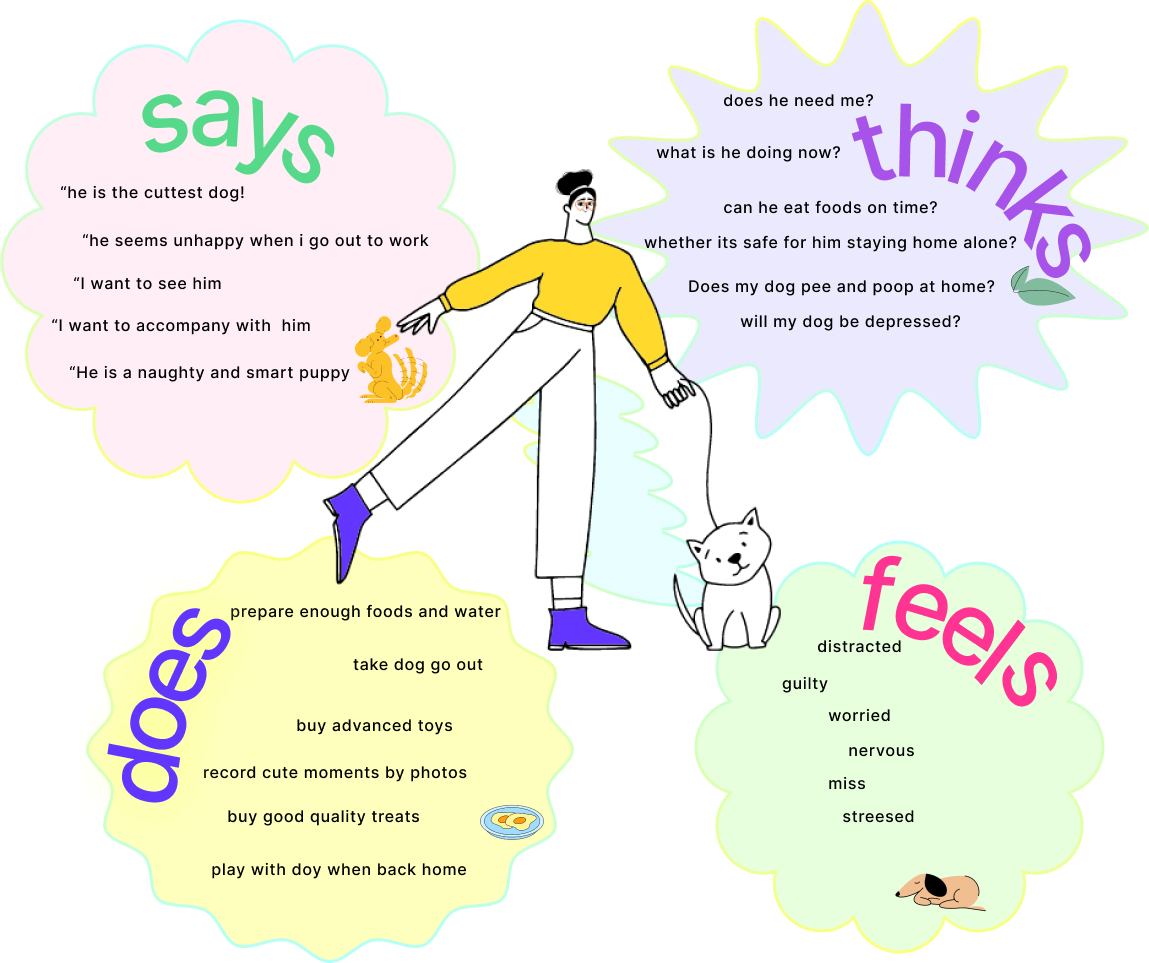 says
“he is the cuttest dog!
“he seems unhappy when i go out to work
“I want to see him
“I want to accompany with  him
“He is a naughty and smart puppy
thinks
does he need me?
what is he doing now?
can he eat foods on time?
whether its safe for him staying home alone?
Does my dog pee and poop at home?
will my dog be depressed?
does
prepare enough foods and water
take dog go out
buy advanced toys
record cute moments by photos
buy good quality treats
play with doy when back home
feels
distracted
guilty
worried
nervous
miss
streesed